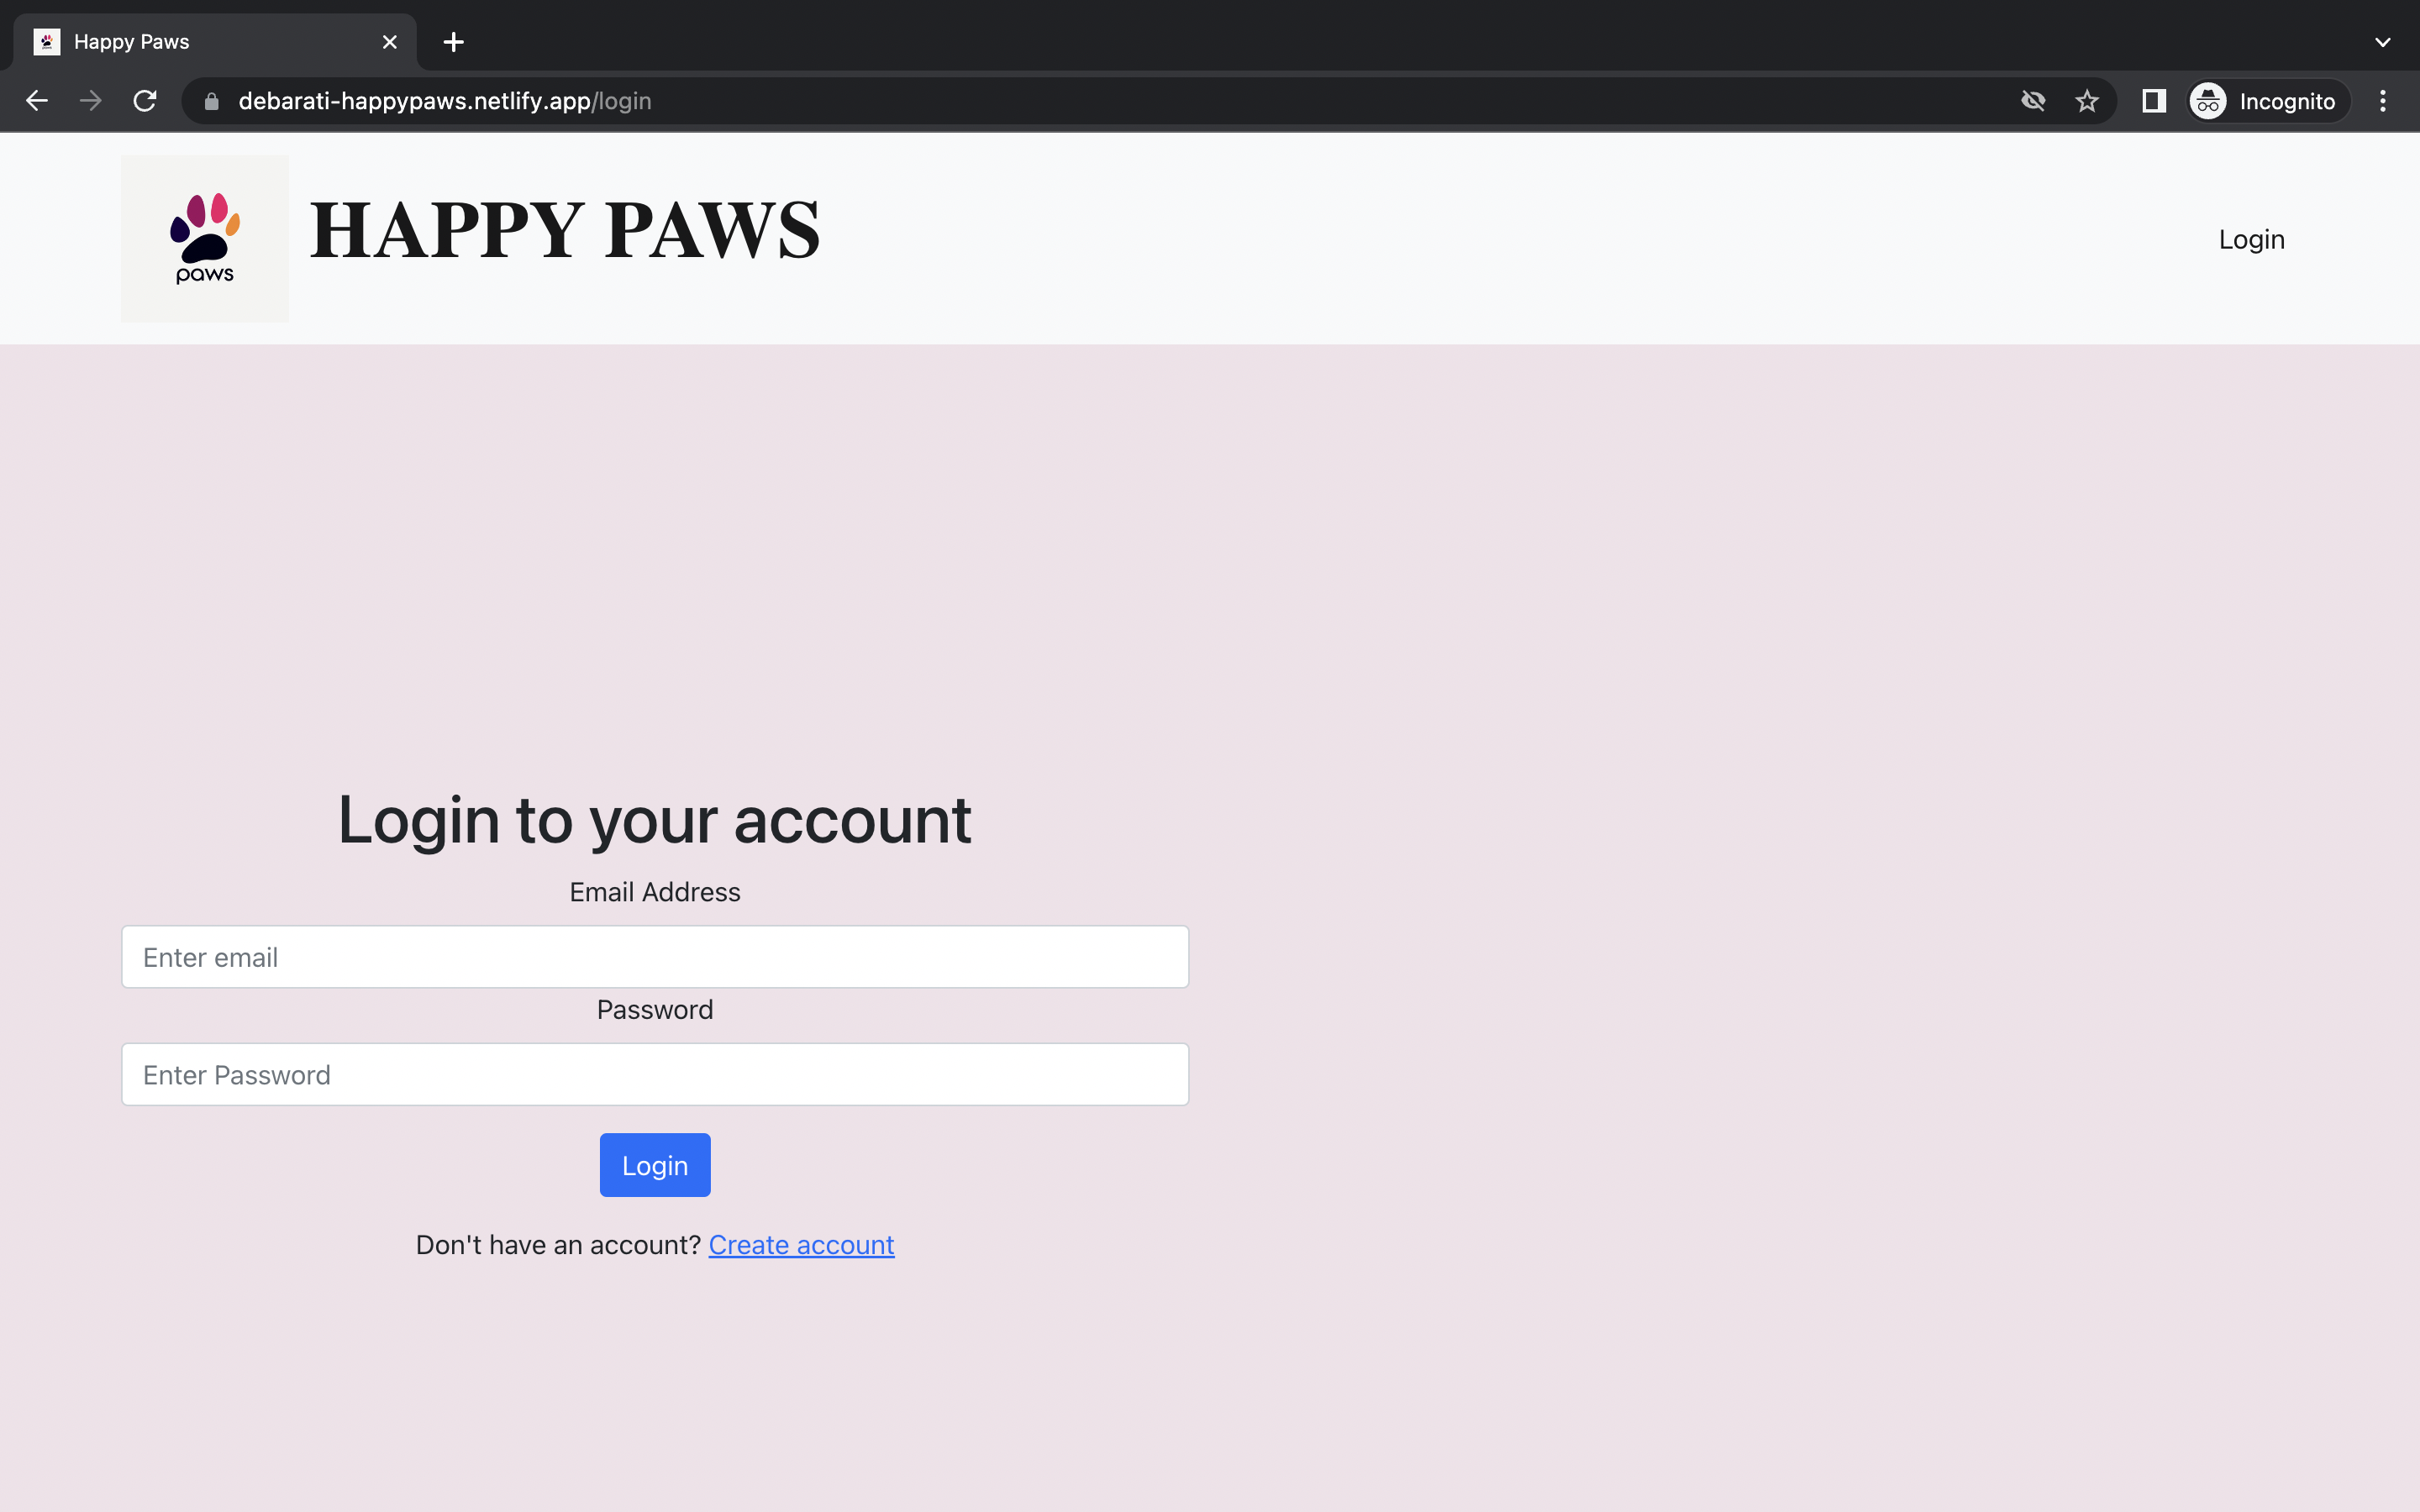 Happy Paws
debarati-happypaws.netlify.app/login
Incognito
paws
HAPPY PAWS
Login
Login to your account
Email Address
Enter email
Password
Enter Password
Login
Don't have an account? Create account